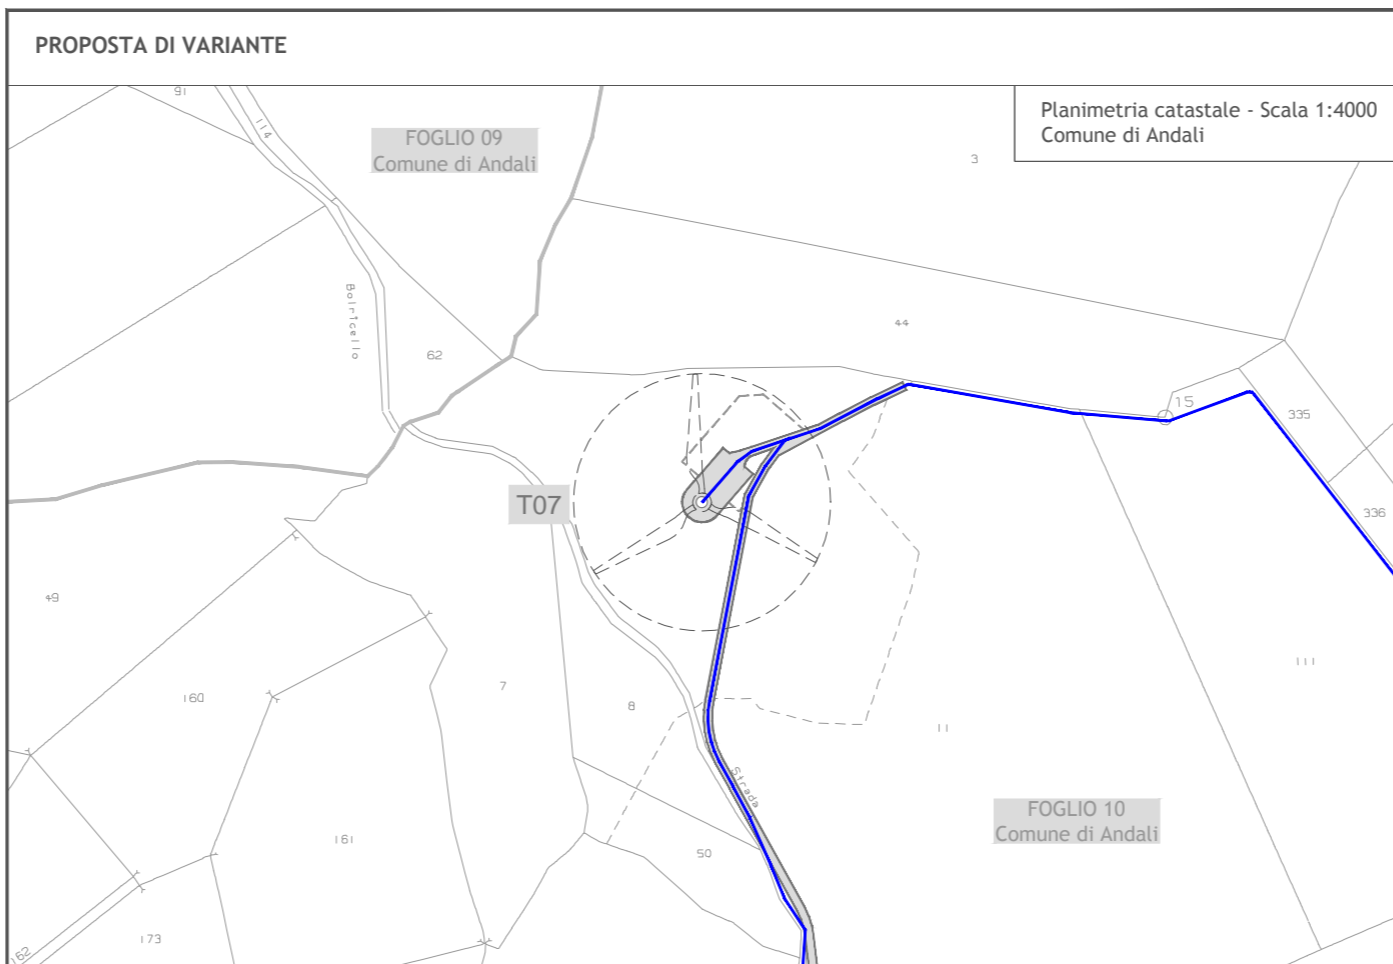 PROPOSTA DI VARIANTE
Planimetria catastale - Scala 1:4000
Comune di Andali
91
114
FOGLIO 09
Comune di Andali
3
Botricello
62
44
15
335
336
T07
49
160
7
8
111
11
Strada
161
50
FOGLIO 10
Comune di Andali
162
173